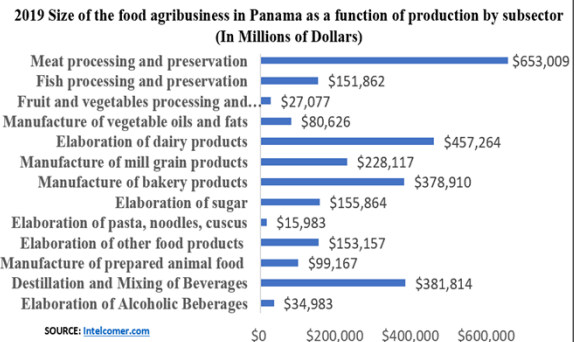 2019 Size of the food agribusiness in Panama as a function of production by subsector
(In Millions of Dollars)
Meat processing and preservation $653,009
Fish processing and preservation $151,862
Fruit and vegetables processing and... $27,077
Manufacture of vegetable oils and fats $80,626
Elaboration of dairy products $457,264
Manufacture of mill grain products $228,117
Manufacture of bakery products $378,910
Elaboration of sugar $155,864
Elaboration of pasta, noodles, cuscus $15,983
Elaboration of other food products $153,157
Manufacture of prepared animal food $99,167
Destillation and Mixing of Beverages $381,814
Elaboration of Alcoholic Beberages $34,983
SOURCE: Intelcomer.com
$0 $200,000 $400,000 $600,000